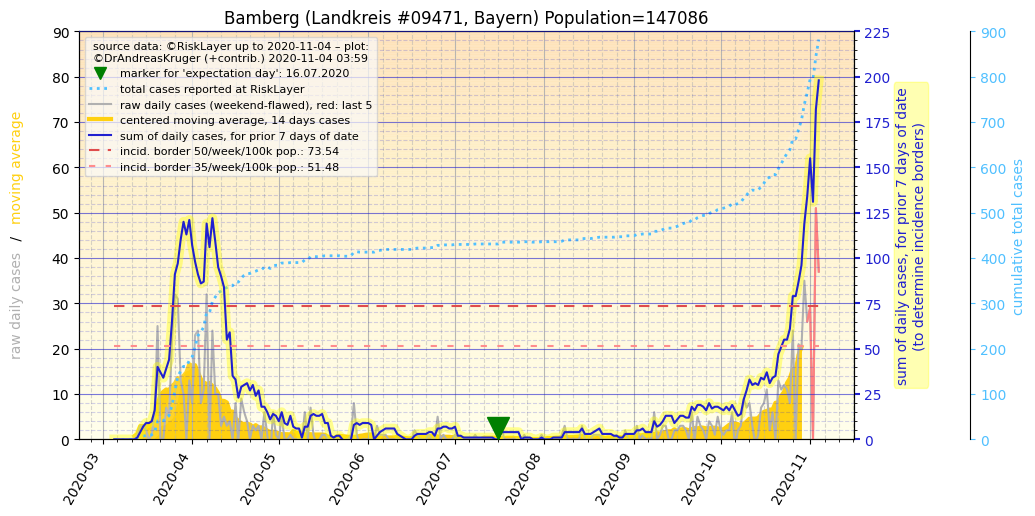 Bamberg (Landkreis #09471, Bayern) Population=147086
source data: ©RiskLayer up to 2020-11-04 – plot:
©DrAndreasKruger (+contrib.) 2020-11-04 03:59
marker for 'expectation day': 16.07.2020
total cases reported at RiskLayer
raw daily cases (weekend-flawed), red: last 5
centered moving average, 14 days cases
sum of daily cases, for prior 7 days of date
incid. border 50/week/100k pop.: 73.54
incid. border 35/week/100k pop.: 51.48
raw daily cases / moving average
90
80
70
60
50
40
30
20
10
0
2020-03
2020-04
2020-05
2020-06
2020-07
2020-08
2020-09
2020-10
2020-11
225
200
175
150
125
100
75
50
25
0
sum of daily cases, for prior 7 days of date
(to determine incidence borders)
900
800
700
600
500
400
300
200
100
0
cumulative total cases